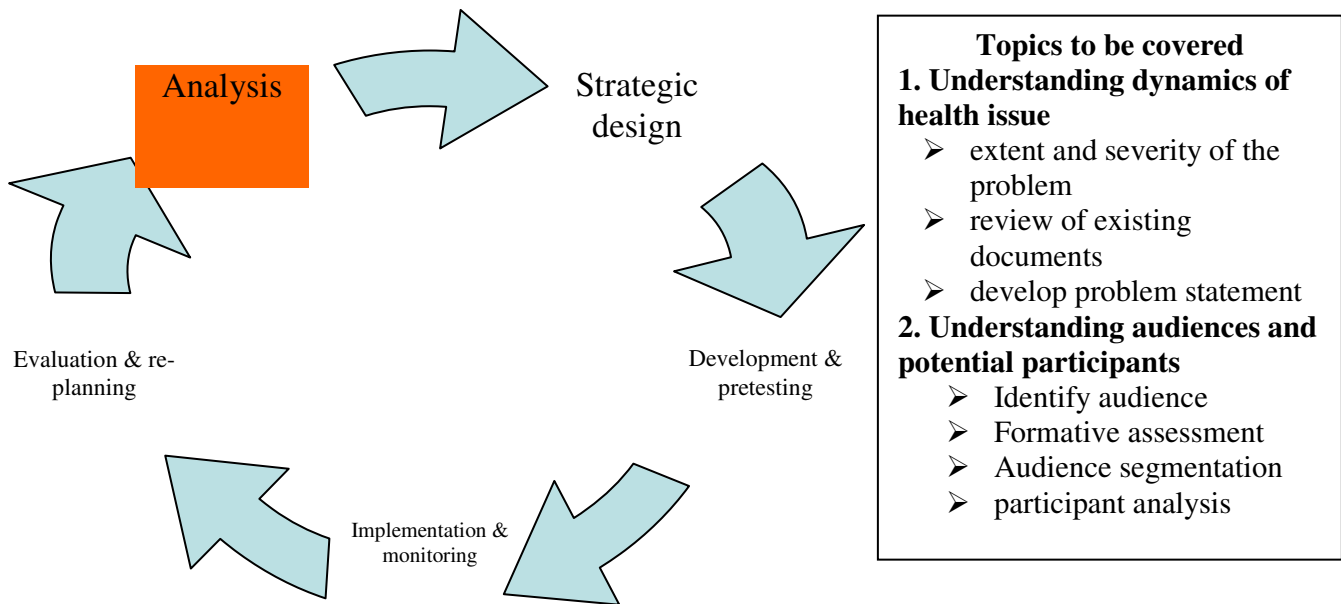 Analysis
Strategic
design
Development &
pretesting
Implementation &
monitoring
Evaluation & re-
planning
Topics to be covered
1. Understanding dynamics of
health issue
➢ extent and severity of the
problem
➢ review of existing
documents
➢ develop problem statement
2. Understanding audiences and
potential participants
➢ Identify audience
➢ Formative assessment
➢ Audience segmentation
➢ participant analysis